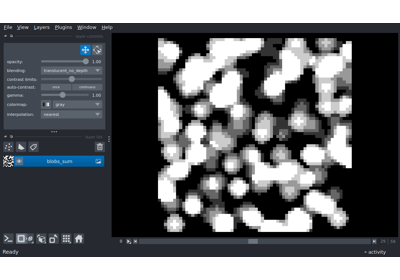 File View Layers Plugins Window Help
opacity: 1.00
blending: translucent_no_depth
contrast limits:
auto-contrast: once continuous
gamma: 1.00
colormap: gray
interpolation: nearest
blobs_sum
Ready
activity